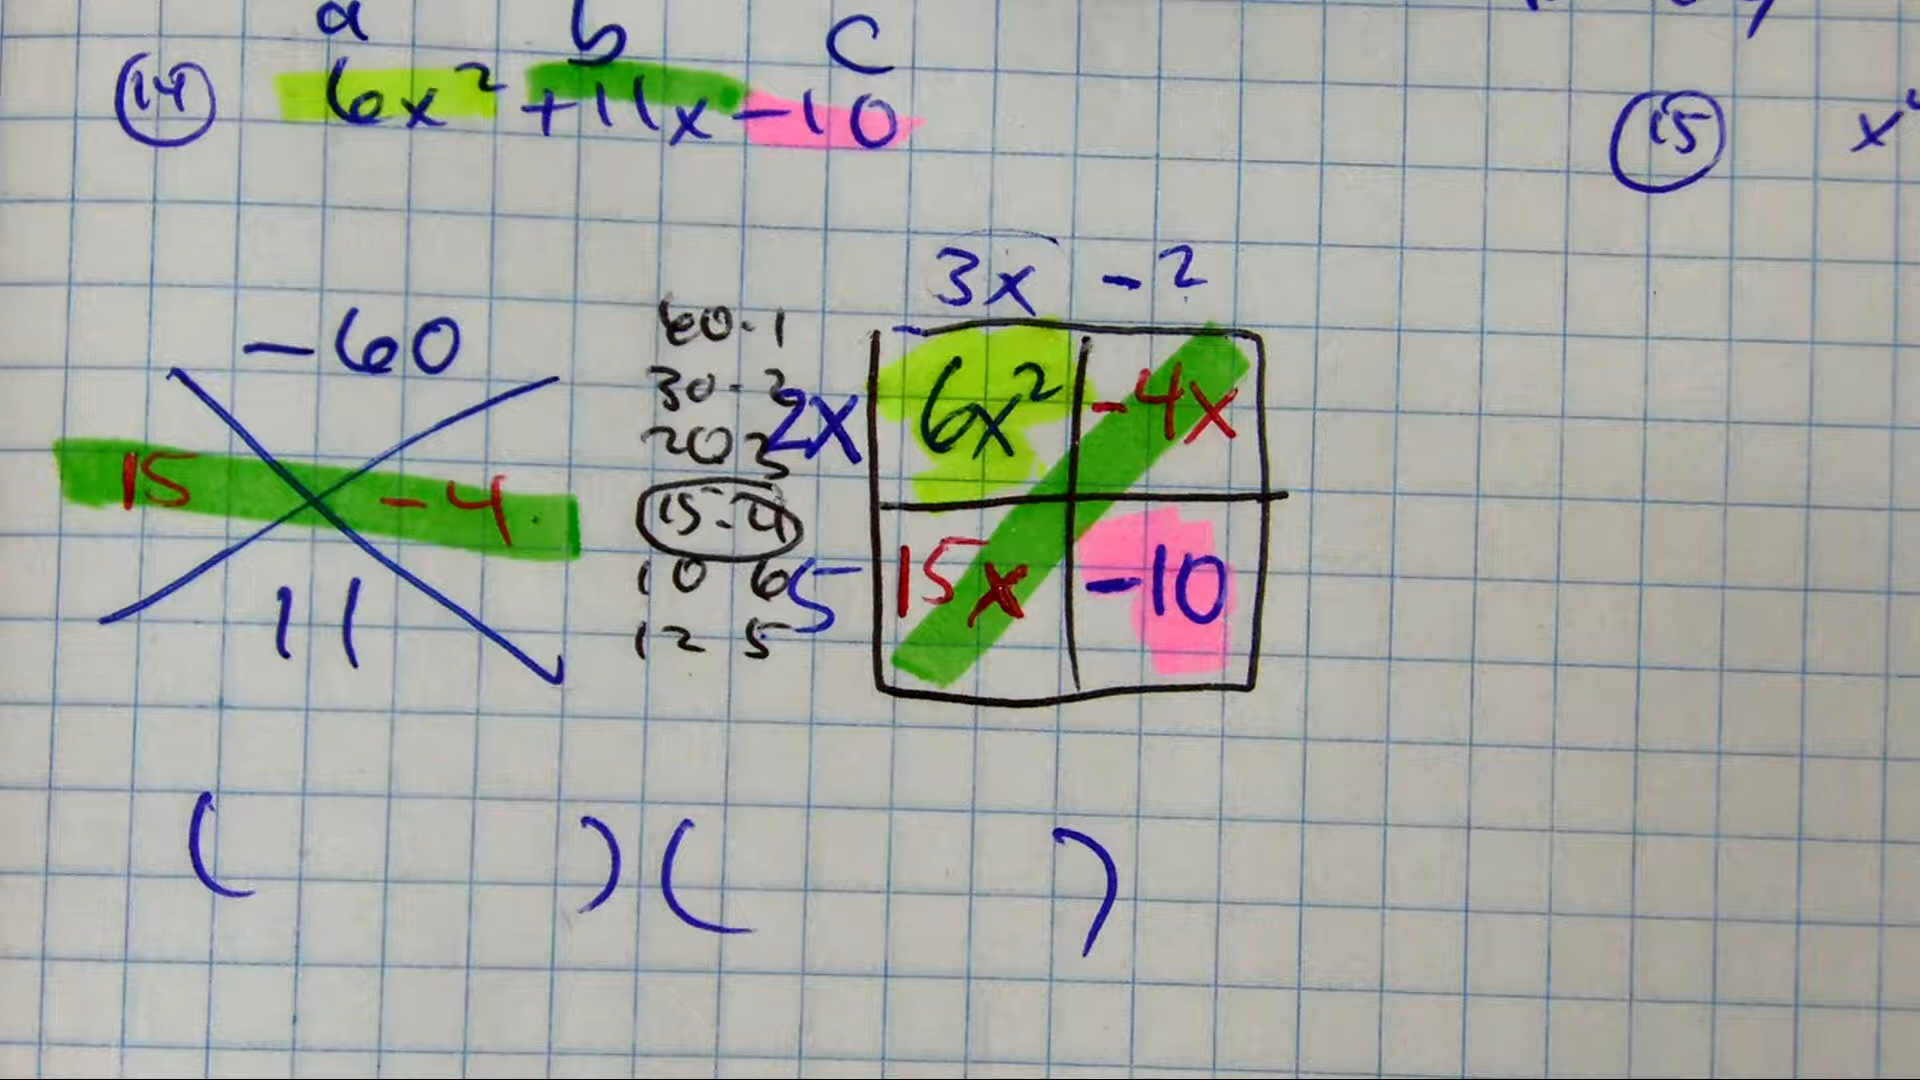 a b c
(14) 6x² +11x -10
(15) x
3x -2
-60
60·1
30·2
2x 6x² -4x
20 3
15 -4
15·4
10 6
5 15x -10
11
12 5
( ) ( )